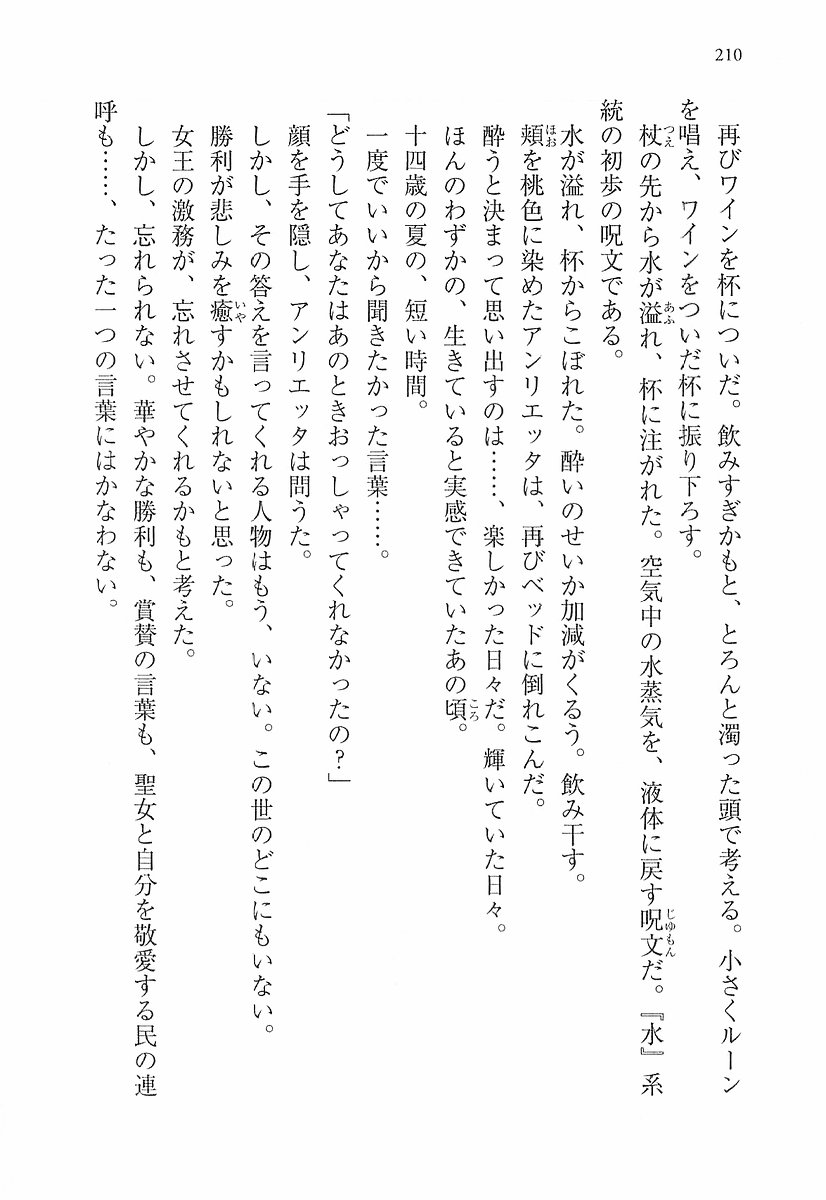 210
再びワインを杯についだ。飲みすぎかもと、とろんと濁った頭で考える。小さくルーン
を唱え、ワインをついだ杯に振り下ろす。
杖の先から水が溢れ、杯に注がれた。空気中の水蒸気を、液体に戻す呪文だ。『水』系
統の初歩の呪文である。
水が溢れ、杯からこぼれた。酔いのせいか加減がくるう。飲み干す。
頬を桃色に染めたアンリエッタは、再びベッドに倒れこんだ。
酔うと決まって思い出すのは……、楽しかった日々だ。輝いていた日々。
ほんのわずかの、生きていると実感できていたあの頃。
十四歳の夏の、短い時間。
一度でいいから聞きたかった言葉……。
「どうしてあなたはあのときおっしゃってくれなかったの？」
顔を手を隠し、アンリエッタは問うた。
しかし、その答えを言ってくれる人物はもう、いない。この世のどこにもいない。
勝利が悲しみを癒すかもしれないと思った。
女王の激務が、忘れさせてくれるかもと考えた。
しかし、忘れられない。華やかな勝利も、賞賛の言葉も、聖女と自分を敬愛する民の連
呼も……、たった一つの言葉にはかなわない。